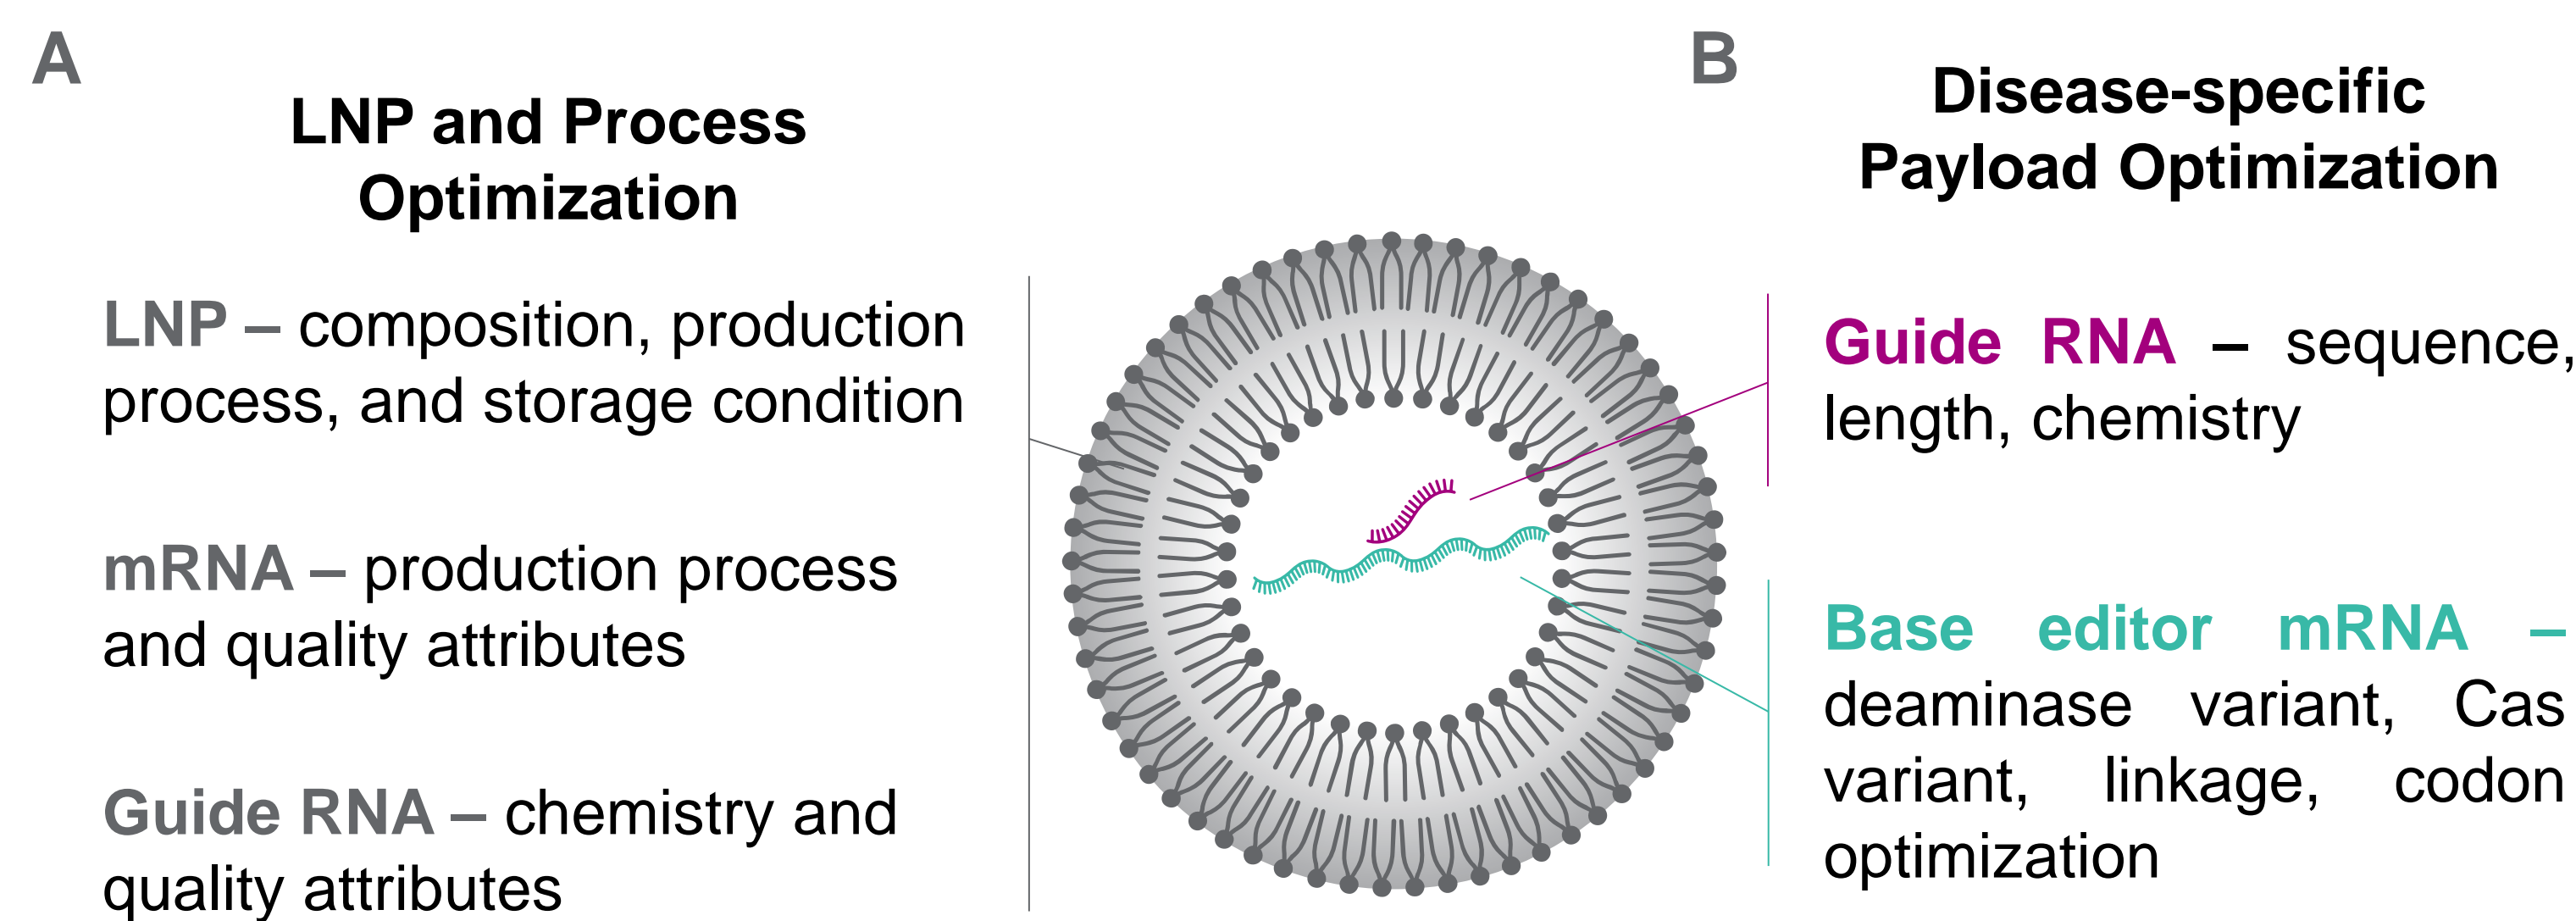 A
LNP and Process
Optimization
LNP – composition, production
process, and storage condition
mRNA – production process
and quality attributes
Guide RNA – chemistry and
quality attributes
B
Disease-specific
Payload Optimization
Guide RNA – sequence,
length, chemistry
Base editor mRNA –
deaminase variant, Cas
variant, linkage, codon
optimization